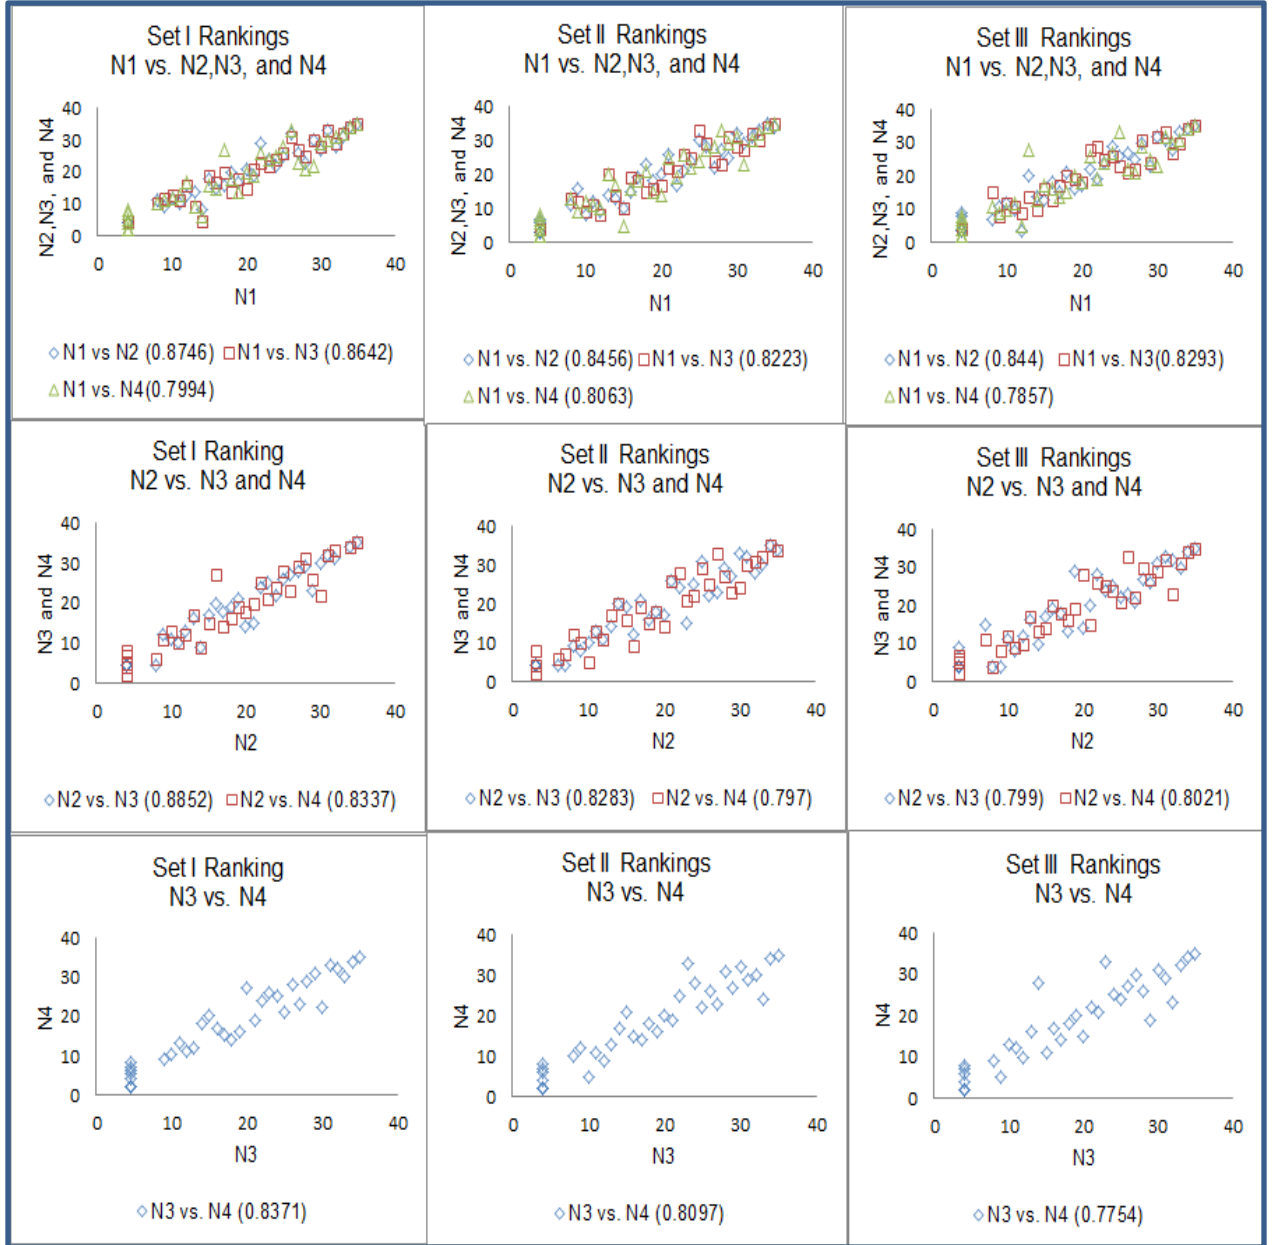 Set I Rankings
N1 vs. N2,N3, and N4
40
30
20
10
0
N2,N3, and N4
0 10 20 30 40
N1
N1 vs N2 (0.8746) N1 vs. N3 (0.8642)
N1 vs. N4(0.7994)
Set II Rankings
N1 vs. N2,N3, and N4
40
30
20
10
0
N2,N3, and N4
0 10 20 30 40
N1
N1 vs. N2 (0.8456) N1 vs. N3 (0.8223)
N1 vs. N4 (0.8063)
Set III Rankings
N1 vs. N2,N3, and N4
40
30
20
10
0
N2,N3, and N4
0 10 20 30 40
N1
N1 vs. N2 (0.844) N1 vs. N3(0.8293)
N1 vs. N4 (0.7857)
Set I Ranking
N2 vs. N3 and N4
40
30
20
10
0
N3 and N4
0 10 20 30 40
N2
N2 vs. N3 (0.8852) N2 vs. N4 (0.8337)
Set II Rankings
N2 vs. N3 and N4
40
30
20
10
0
N3 and N4
0 10 20 30 40
N2
N2 vs. N3 (0.8283) N2 vs. N4 (0.797)
Set III Rankings
N2 vs. N3 and N4
40
30
20
10
0
N3 and N4
0 10 20 30 40
N2
N2 vs. N3 (0.799) N2 vs. N4 (0.8021)
Set I Ranking
N3 vs. N4
40
30
20
10
0
N4
0 10 20 30 40
N3
N3 vs. N4 (0.8371)
Set II Rankings
N3 vs. N4
40
30
20
10
0
N4
0 10 20 30 40
N3
N3 vs. N4 (0.8097)
Set III Rankings
N3 vs. N4
40
30
20
10
0
N4
0 10 20 30 40
N3
N3 vs. N4 (0.7754)